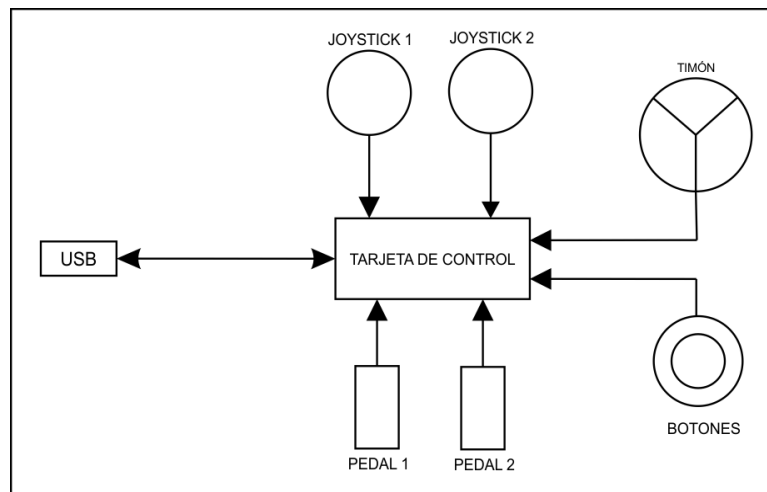 JOYSTICK 1
JOYSTICK 2
TIMÓN
USB
TARJETA DE CONTROL
BOTONES
PEDAL 1
PEDAL 2